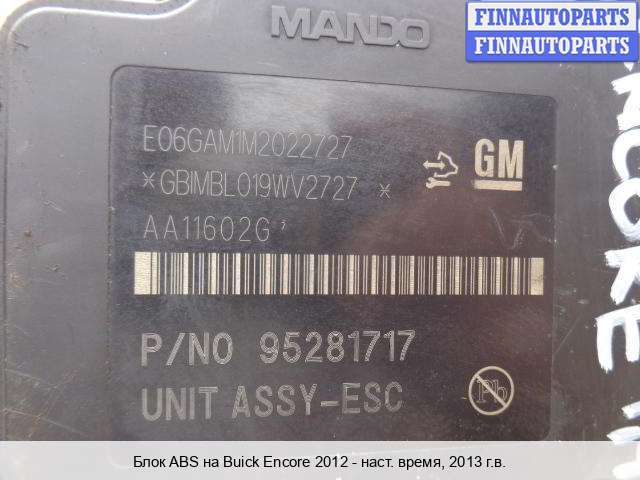 MANDO
FINNAUTOPARTS
FINNAUTOPARTS
E06GAM1M2022727
*GBIMBL019WV2727 *
GM
AA11602G
P/NO 95281717
UNIT ASSY-ESC
Pb
Блок ABS на Buick Encore 2012 - наст. время, 2013 г.в.